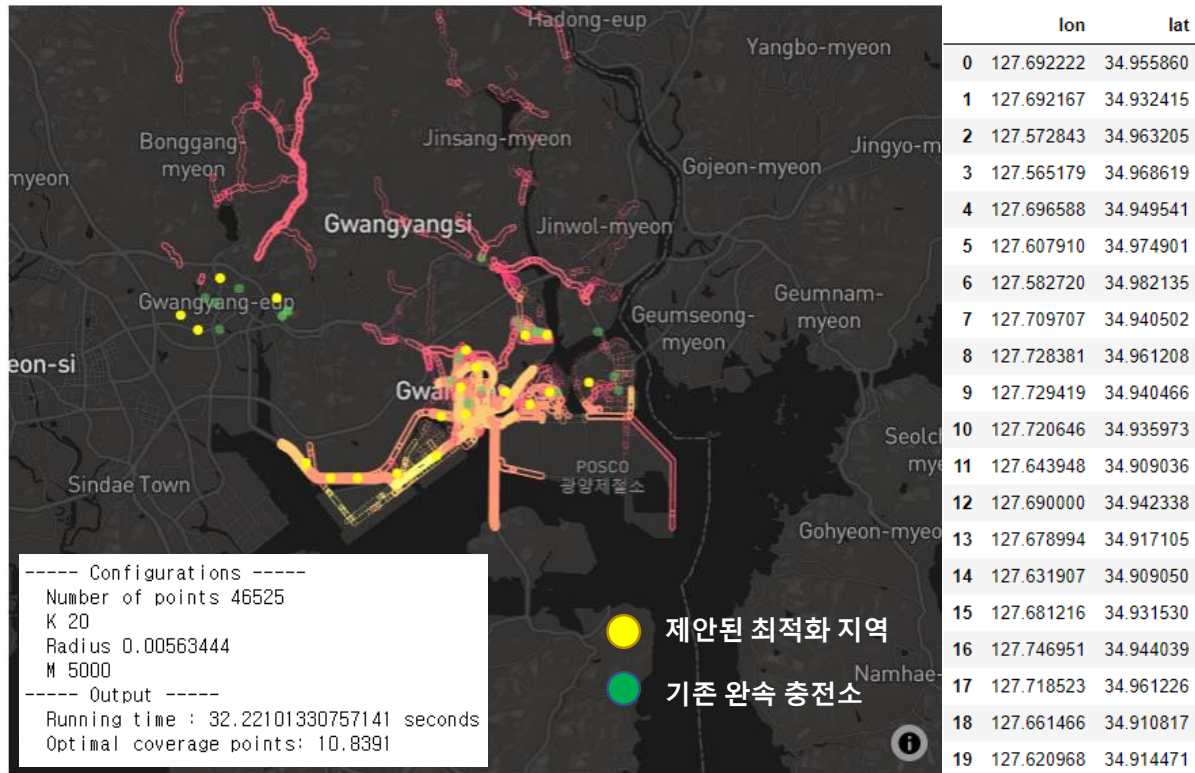 Hadong-eup
Yangbo-myeon
Bonggang-
myeon
Jinsang-myeon
Jingyo-m
Gojeon-myeon
myeon
Gwangyangsi
Jinwol-myeon
Gwangyang-eup
Geumnam-
myeon
Geumseong-
myeon
eon-si
Gwa
Seolc
mye
POSCO
광양제철소
Sindae Town
Gohyeon-myeo
Namhae-
----- Configurations -----
Number of points 46525
K 20
Radius 0.00563444
M 5000
----- Output -----
Running time : 32.22101330757141 seconds
Optimal coverage points: 10.8391
제안된 최적화 지역
기존 완속 충전소
lon lat
0 127.692222 34.955860
1 127.692167 34.932415
2 127.572843 34.963205
3 127.565179 34.968619
4 127.696588 34.949541
5 127.607910 34.974901
6 127.582720 34.982135
7 127.709707 34.940502
8 127.728381 34.961208
9 127.729419 34.940466
10 127.720646 34.935973
11 127.643948 34.909036
12 127.690000 34.942338
13 127.678994 34.917105
14 127.631907 34.909050
15 127.681216 34.931530
16 127.746951 34.944039
17 127.718523 34.961226
18 127.661466 34.910817
19 127.620968 34.914471